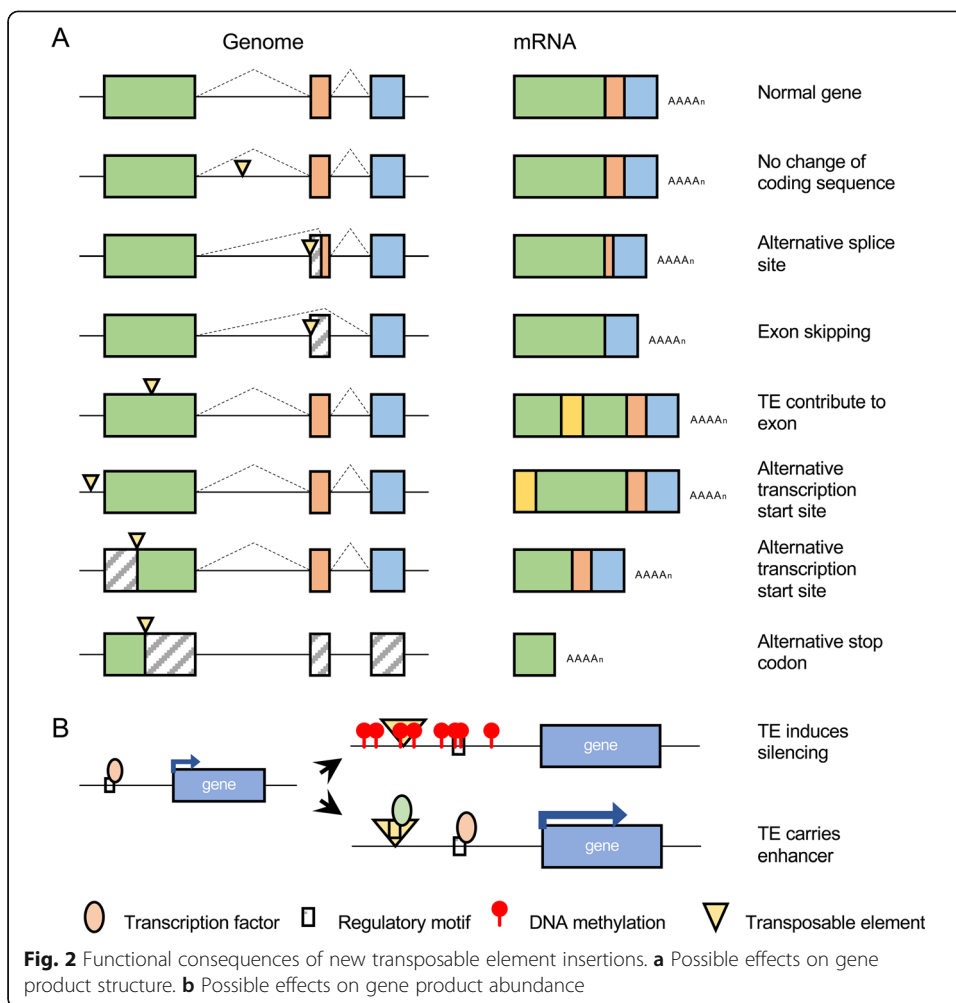 A
Genome
mRNA
AAAAn
Normal gene
AAAAn
No change of
coding sequence
AAAAn
Alternative splice
site
AAAAn
Exon skipping
AAAAn
TE contribute to
exon
AAAAn
Alternative
transcription
start site
AAAAn
Alternative
transcription
start site
AAAAn
Alternative stop
codon
B
gene
gene
TE induces
silencing
gene
TE carries
enhancer
Transcription factor
Regulatory motif
DNA methylation
Transposable element
Fig. 2 Functional consequences of new transposable element insertions. a Possible effects on gene
product structure. b Possible effects on gene product abundance